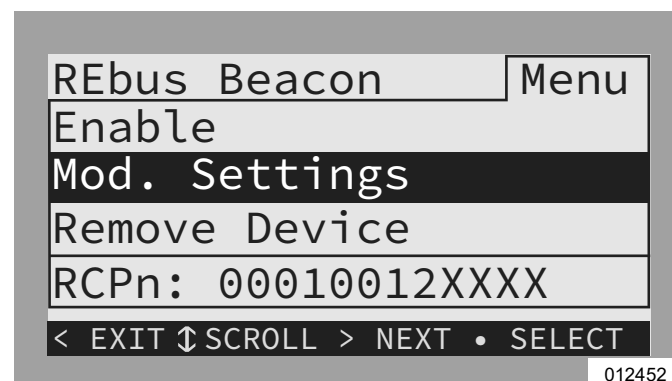 REbus Beacon Menu
Enable
Mod. Settings
Remove Device
RCPn: 00010012XXXX
< EXIT ↕ SCROLL > NEXT • SELECT
012452